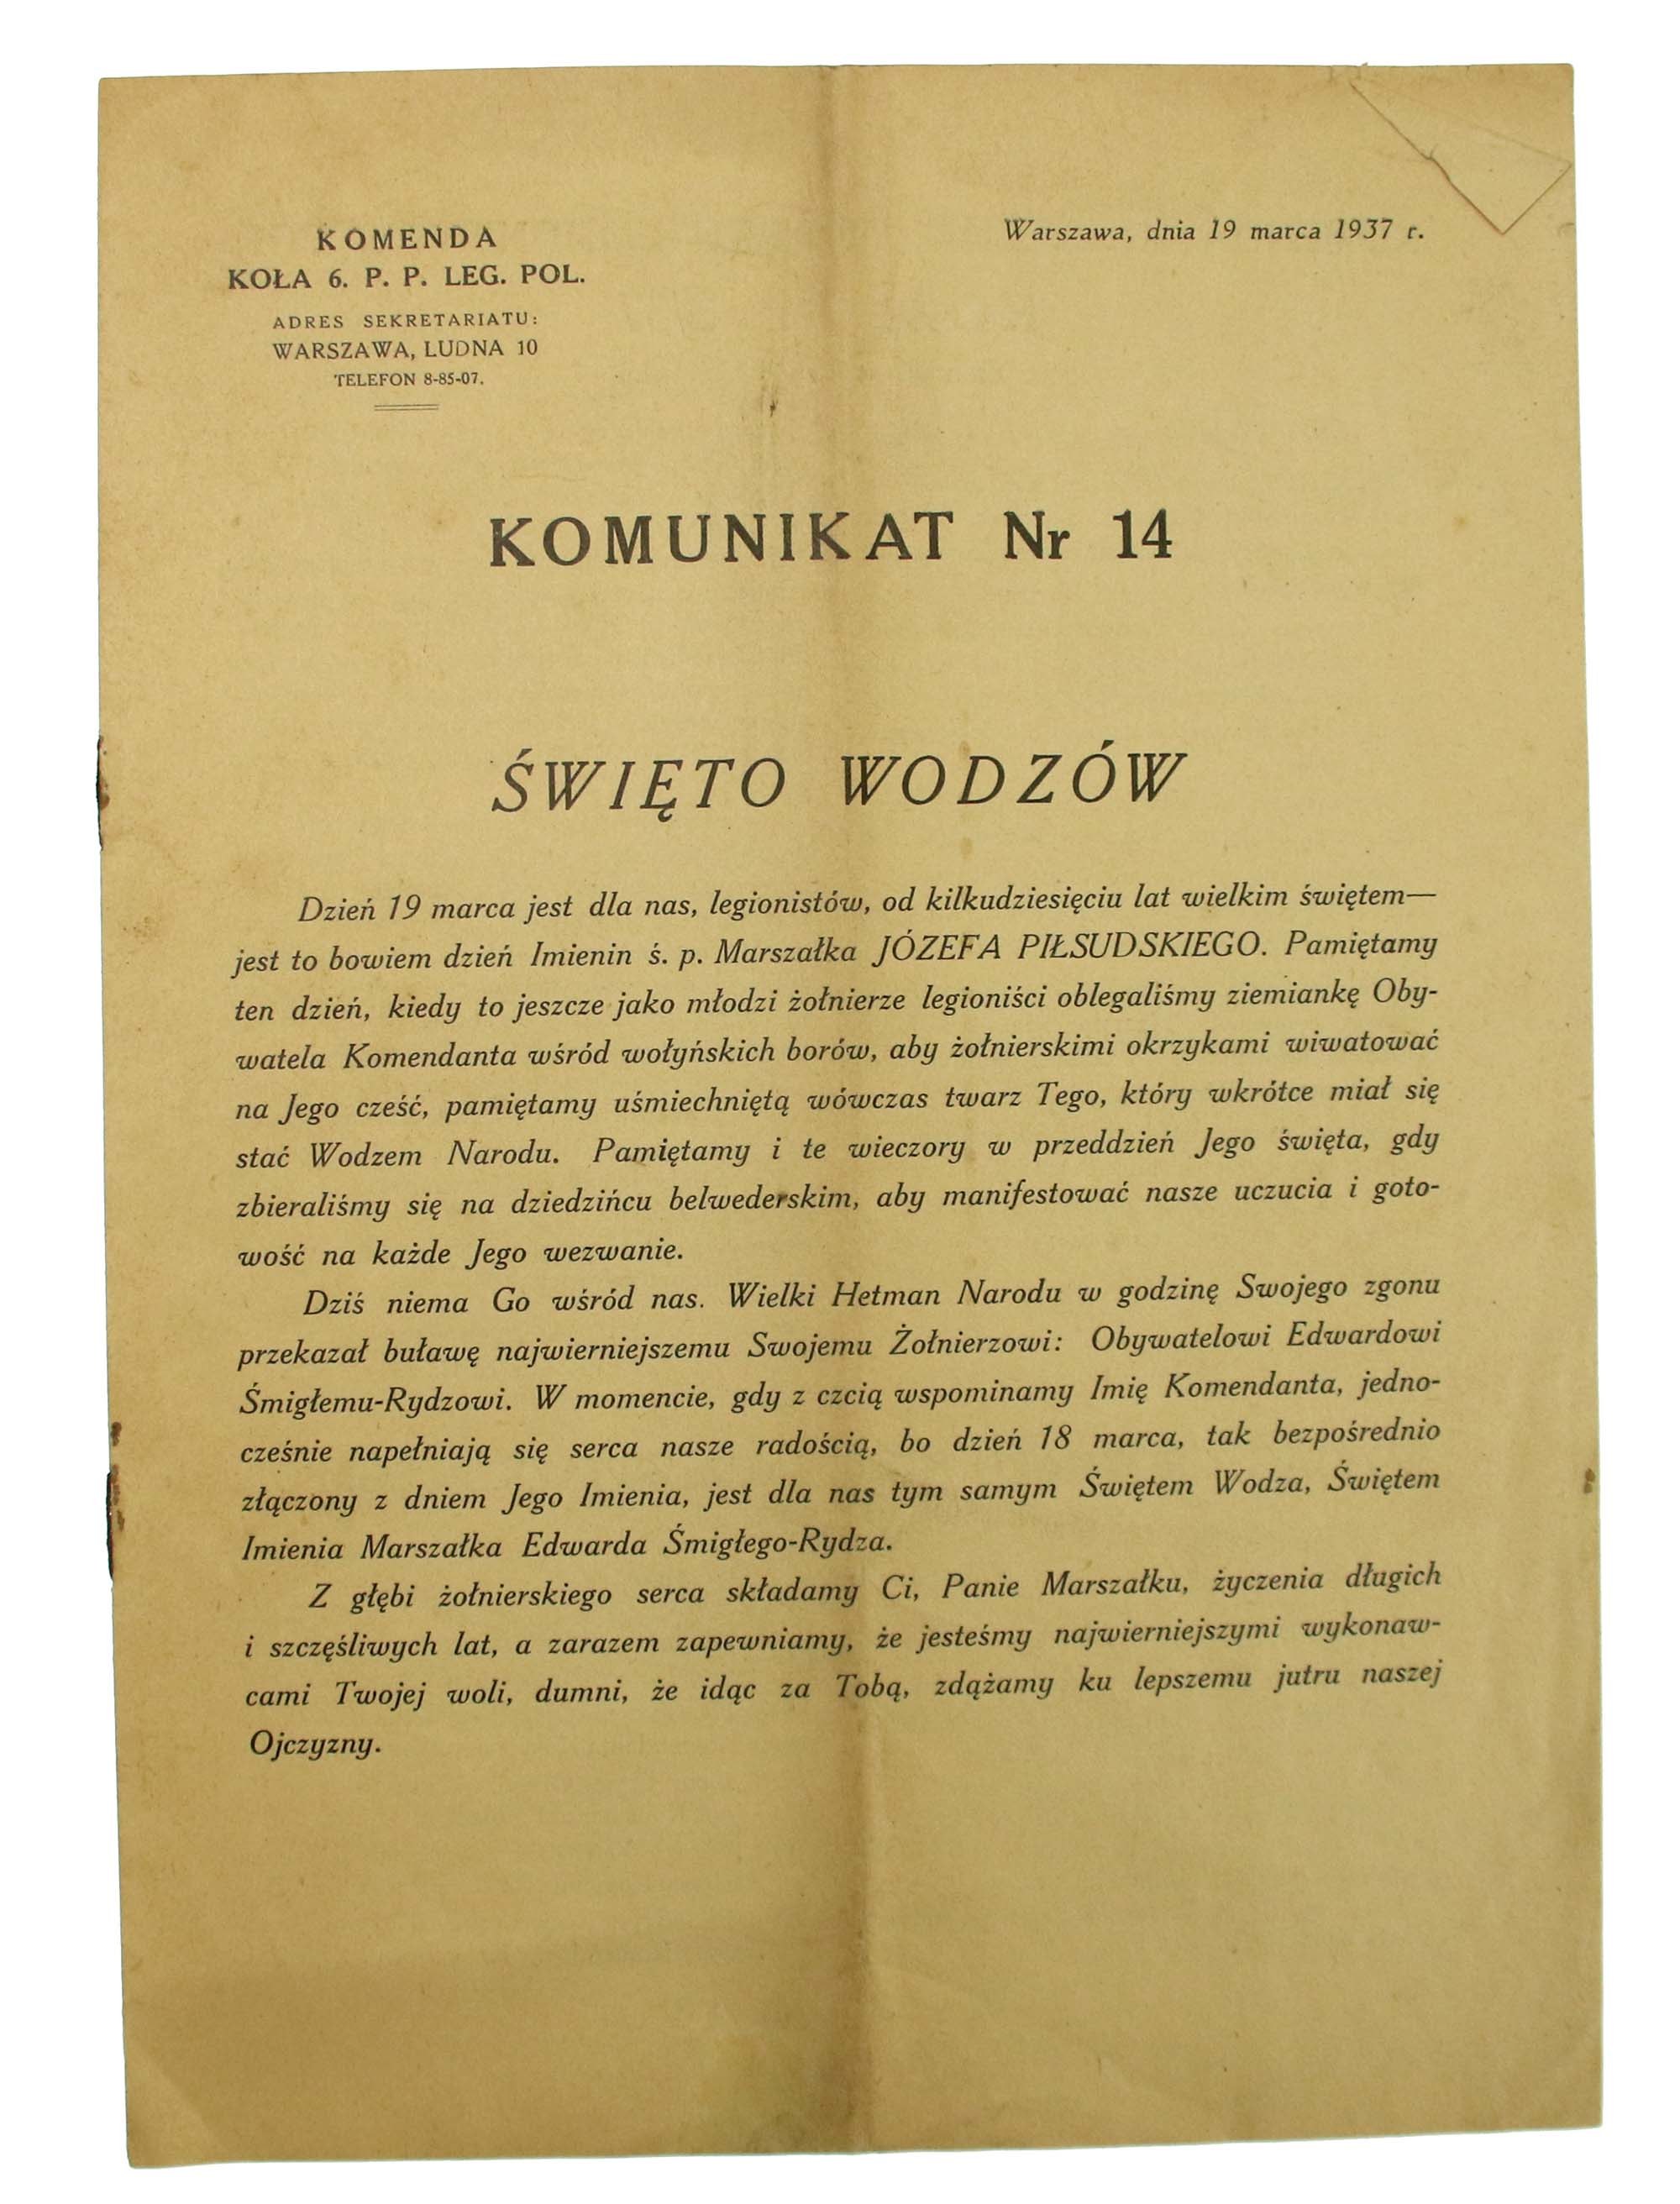 KOMENDA
KOŁA 6. P. P. LEG. POL.
ADRES SEKRETARIATU:
WARSZAWA, LUDNA 10
TELEFON 8-85-07.
Warszawa, dnia 19 marca 1937 r.
KOMUNIKAT Nr 14
ŚWIĘTO WODZÓW
Dzień 19 marca jest dla nas, legionistów, od kilkudziesięciu lat wielkim świętem—
jest to bowiem dzień Imienin ś. p. Marszałka JÓZEFA PIŁSUDSKIEGO. Pamiętamy
ten dzień, kiedy to jeszcze jako młodzi żołnierze legioniści oblegaliśmy ziemiankę Oby-
watela Komendanta wśród wołyńskich borów, aby żołnierskimi okrzykami wiwatować
na Jego cześć, pamiętamy uśmiechniętą wówczas twarz Tego, który wkrótce miał się
stać Wodzem Narodu. Pamiętamy i te wieczory w przeddzień Jego święta, gdy
zbieraliśmy się na dziedzińcu belwederskim, aby manifestować nasze uczucia i goto-
wość na każde Jego wezwanie.
Dziś niema Go wśród nas. Wielki Hetman Narodu w godzinę Swojego zgonu
przekazał buławę najwierniejszemu Swojemu Żołnierzowi: Obywatelowi Edwardowi
Śmigłemu-Rydzowi. W momencie, gdy z czcią wspominamy Imię Komendanta, jedno-
cześnie napełniają się serca nasze radością, bo dzień 18 marca, tak bezpośrednio
złączony z dniem Jego Imienia, jest dla nas tym samym Świętem Wodza, Świętem
Imienia Marszałka Edwarda Śmigłego-Rydza.
Z głębi żołnierskiego serca składamy Ci, Panie Marszałku, życzenia długich
i szczęśliwych lat, a zarazem zapewniamy, że jesteśmy najwierniejszymi wykonaw-
cami Twojej woli, dumni, że idąc za Tobą, zdążamy ku lepszemu jutru naszej
Ojczyzny.